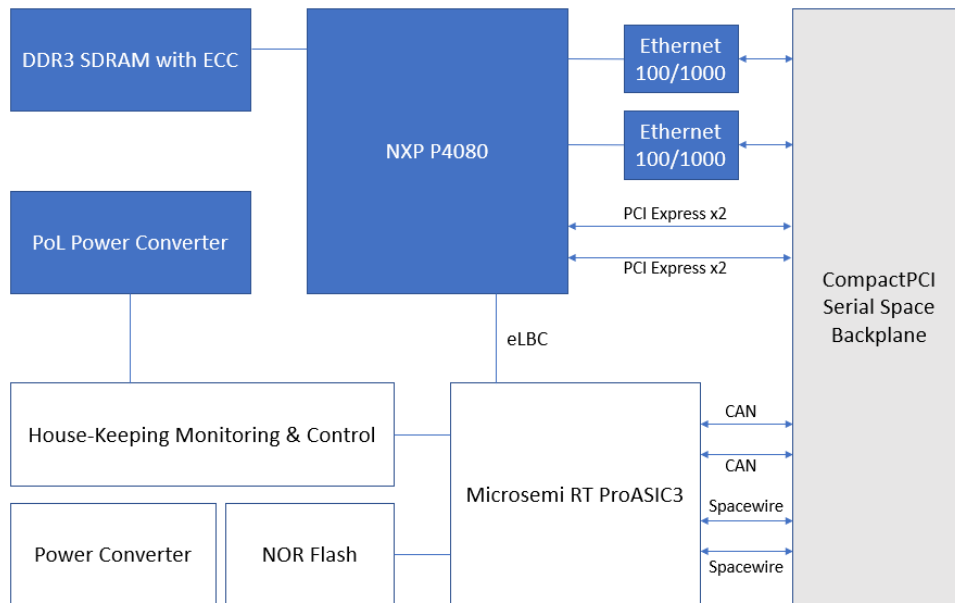 DDR3 SDRAM with ECC
NXP P4080
Ethernet
100/1000
Ethernet
100/1000
PoL Power Converter
PCI Express x2
PCI Express x2
CompactPCI
Serial Space
Backplane
eLBC
House-Keeping Monitoring & Control
Microsemi RT ProASIC3
CAN
CAN
Spacewire
Spacewire
Power Converter
NOR Flash